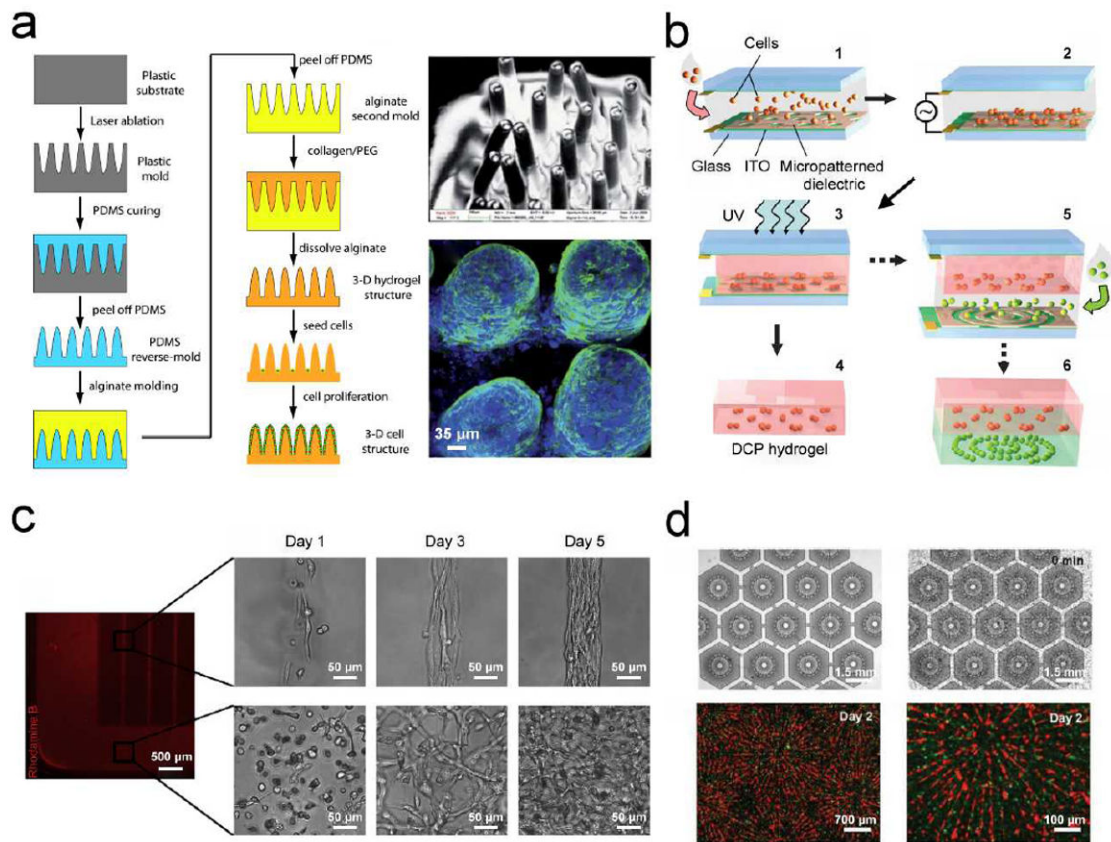 a
Plastic
substrate
Laser ablation
Plastic
mold
PDMS curing
peel off PDMS
PDMS
reverse-mold
alginate molding
peel off PDMS
alginate
second mold
collagen/PEG
dissolve alginate
3-D hydrogel
structure
seed cells
cell proliferation
3-D cell
structure
35 µm
b
Cells
1
2
Glass
ITO
Micropatterned
dielectric
UV
3
5
4
6
DCP hydrogel
c
Day 1
Day 3
Day 5
Rhodamine B
500 µm
50 µm
50 µm
50 µm
50 µm
50 µm
50 µm
d
0 min
1.5 mm
1.5 mm
Day 2
Day 2
700 µm
100 µm